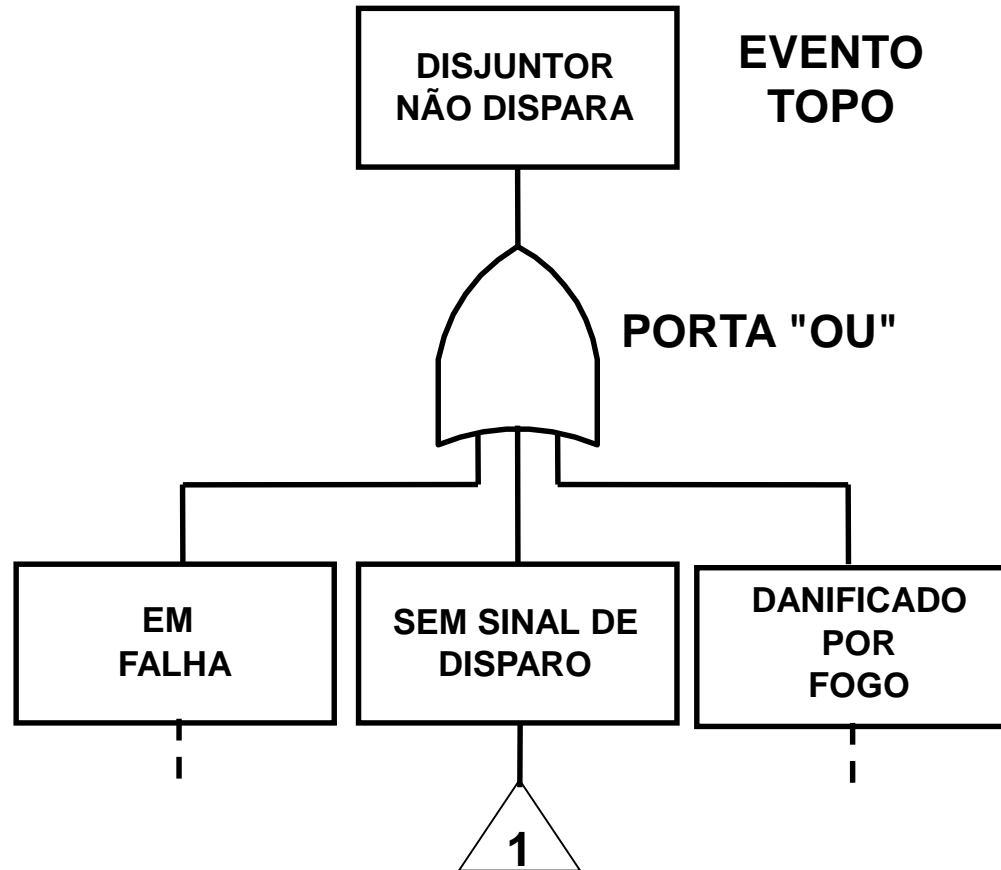 DISJUNTOR
NÃO DISPARA
EVENTO
TOPO
PORTA "OU"
EM
FALHA
SEM SINAL DE
DISPARO
DANIFICADO
POR
FOGO
1